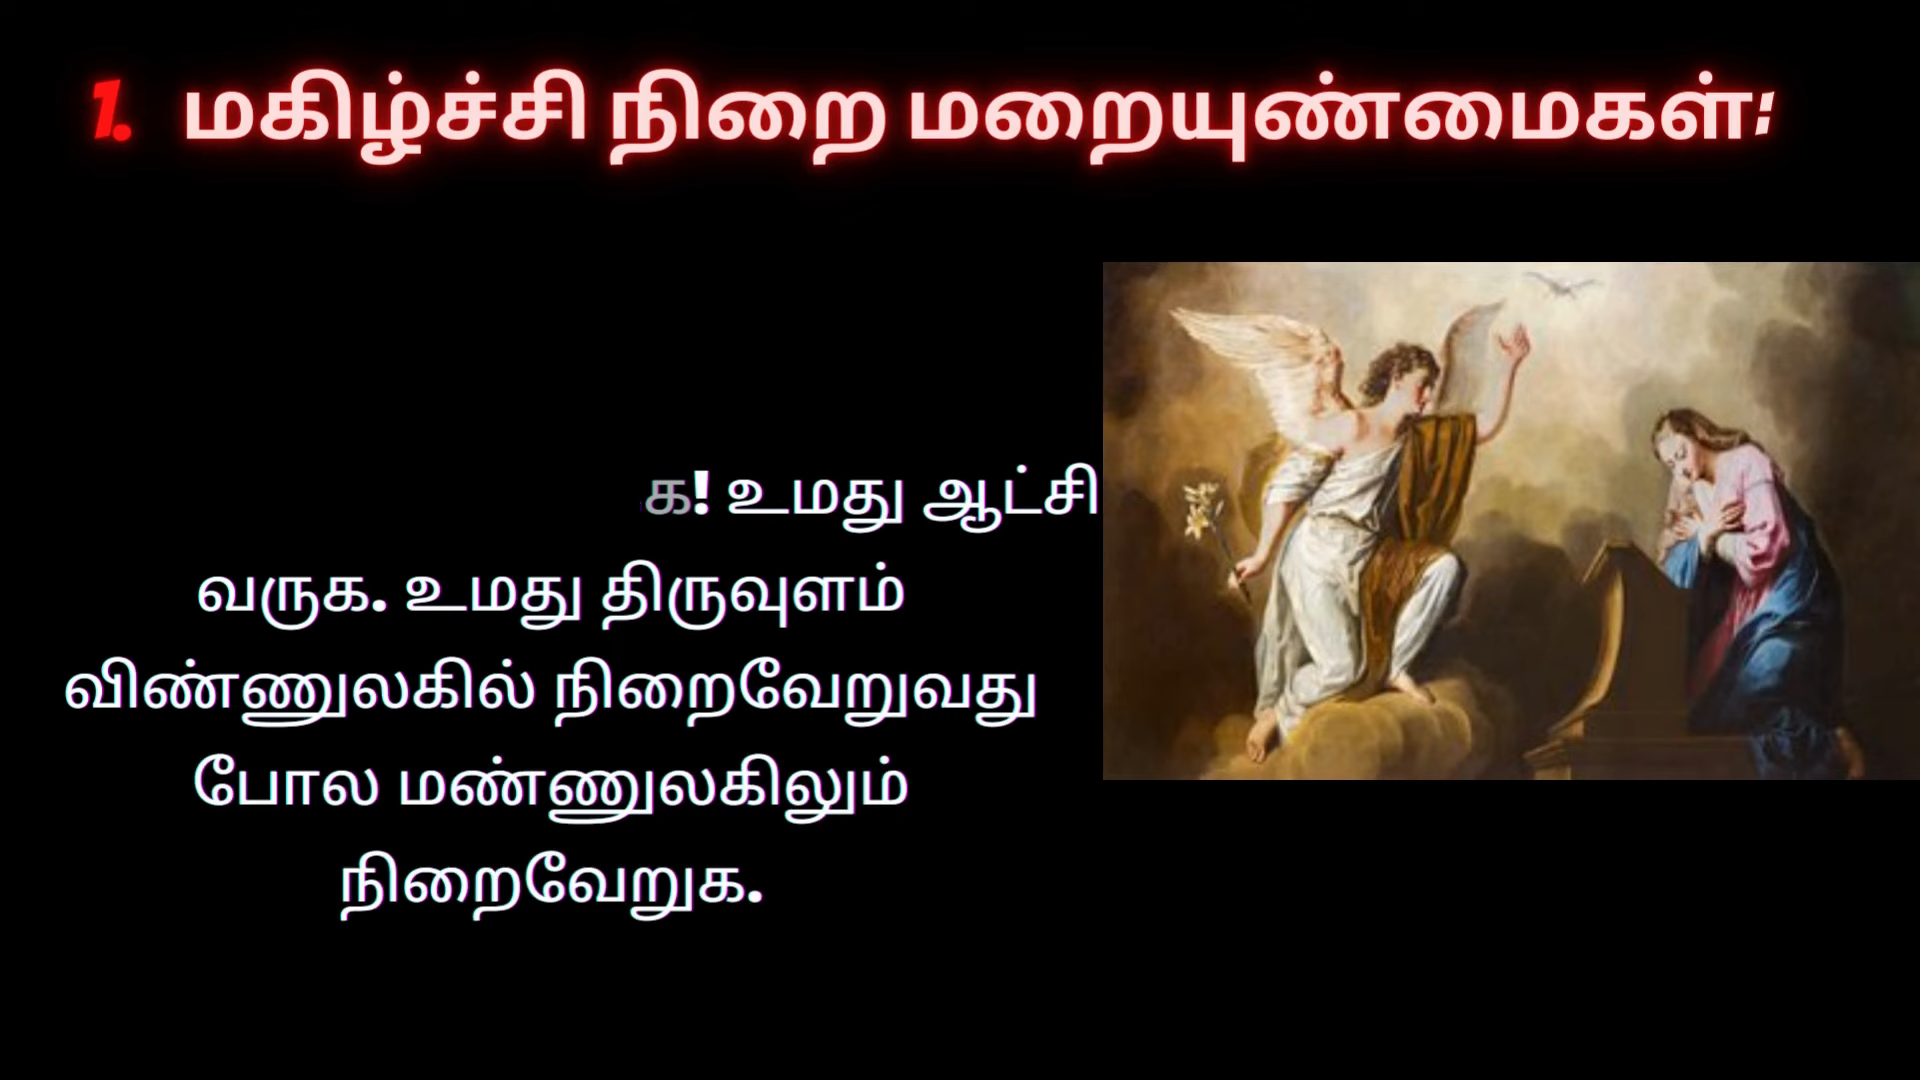 1. மகிழ்ச்சி நிறை மறையுண்மைகள்:
க! உமது ஆட்சி
வருக. உமது திருவுளம்
விண்ணுலகில் நிறைவேறுவது
போல மண்ணுலகிலும்
நிறைவேறுக.